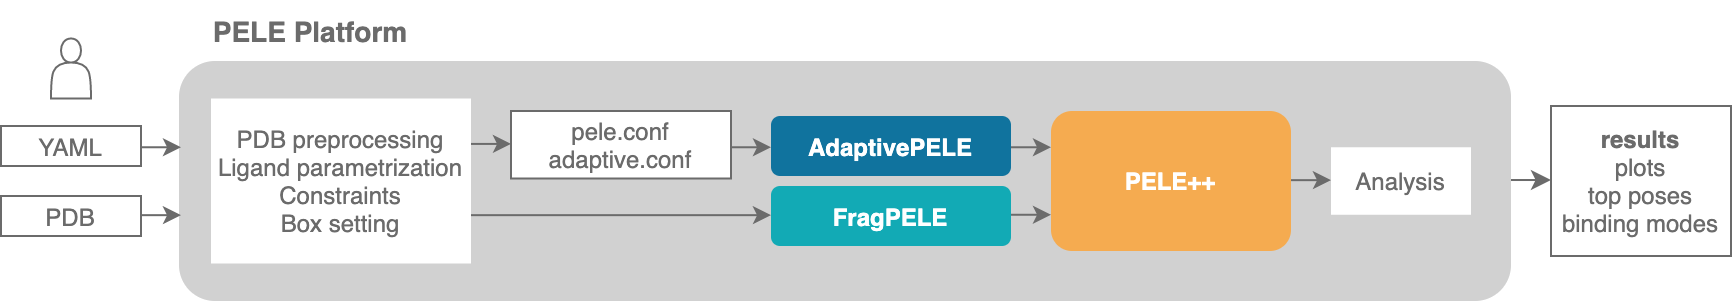 PELE Platform
YAML
PDB
PDB preprocessing
Ligand parametrization
Constraints
Box setting
pele.conf
adaptive.conf
AdaptivePELE
FragPELE
PELE++
Analysis
results
plots
top poses
binding modes